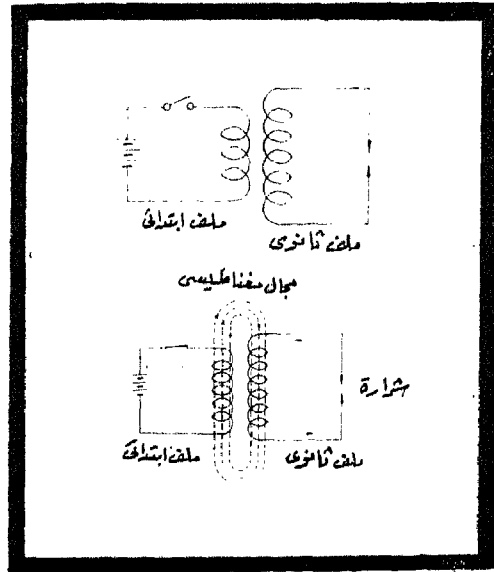 ملف ابتدائى
ملف ثانوى
مجال مغناطيسى
شرارة
ملف ابتدائى
ملف ثانوى